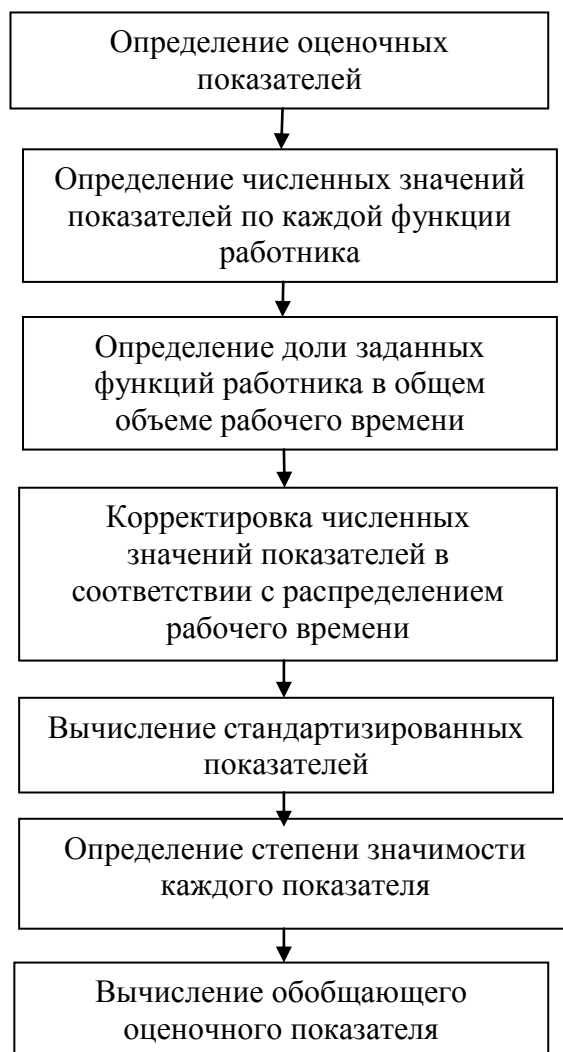 Определение оценочных
показателей
Определение численных значений
показателей по каждой функции
работника
Определение доли заданных
функций работника в общем
объеме рабочего времени
Корректировка численных
значений показателей в
соответствии с распределением
рабочего времени
Вычисление стандартизированных
показателей
Определение степени значимости
каждого показателя
Вычисление обобщающего
оценочного показателя